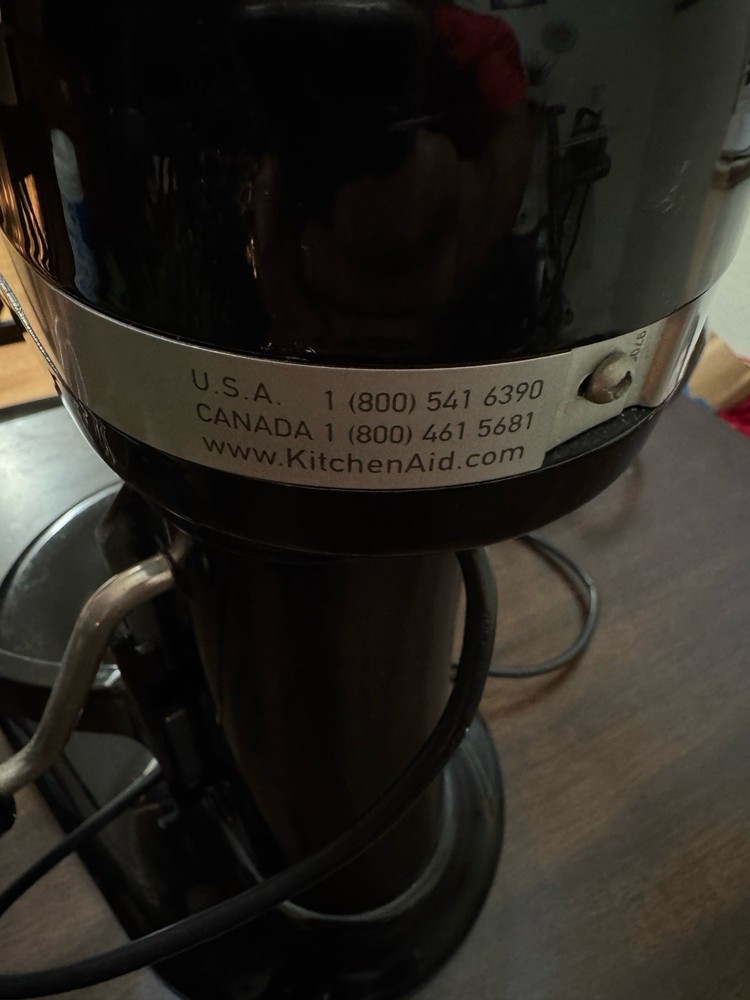 U.S.A. 1 (800) 541 6390
CANADA 1 (800) 461 5681
www.KitchenAid.com